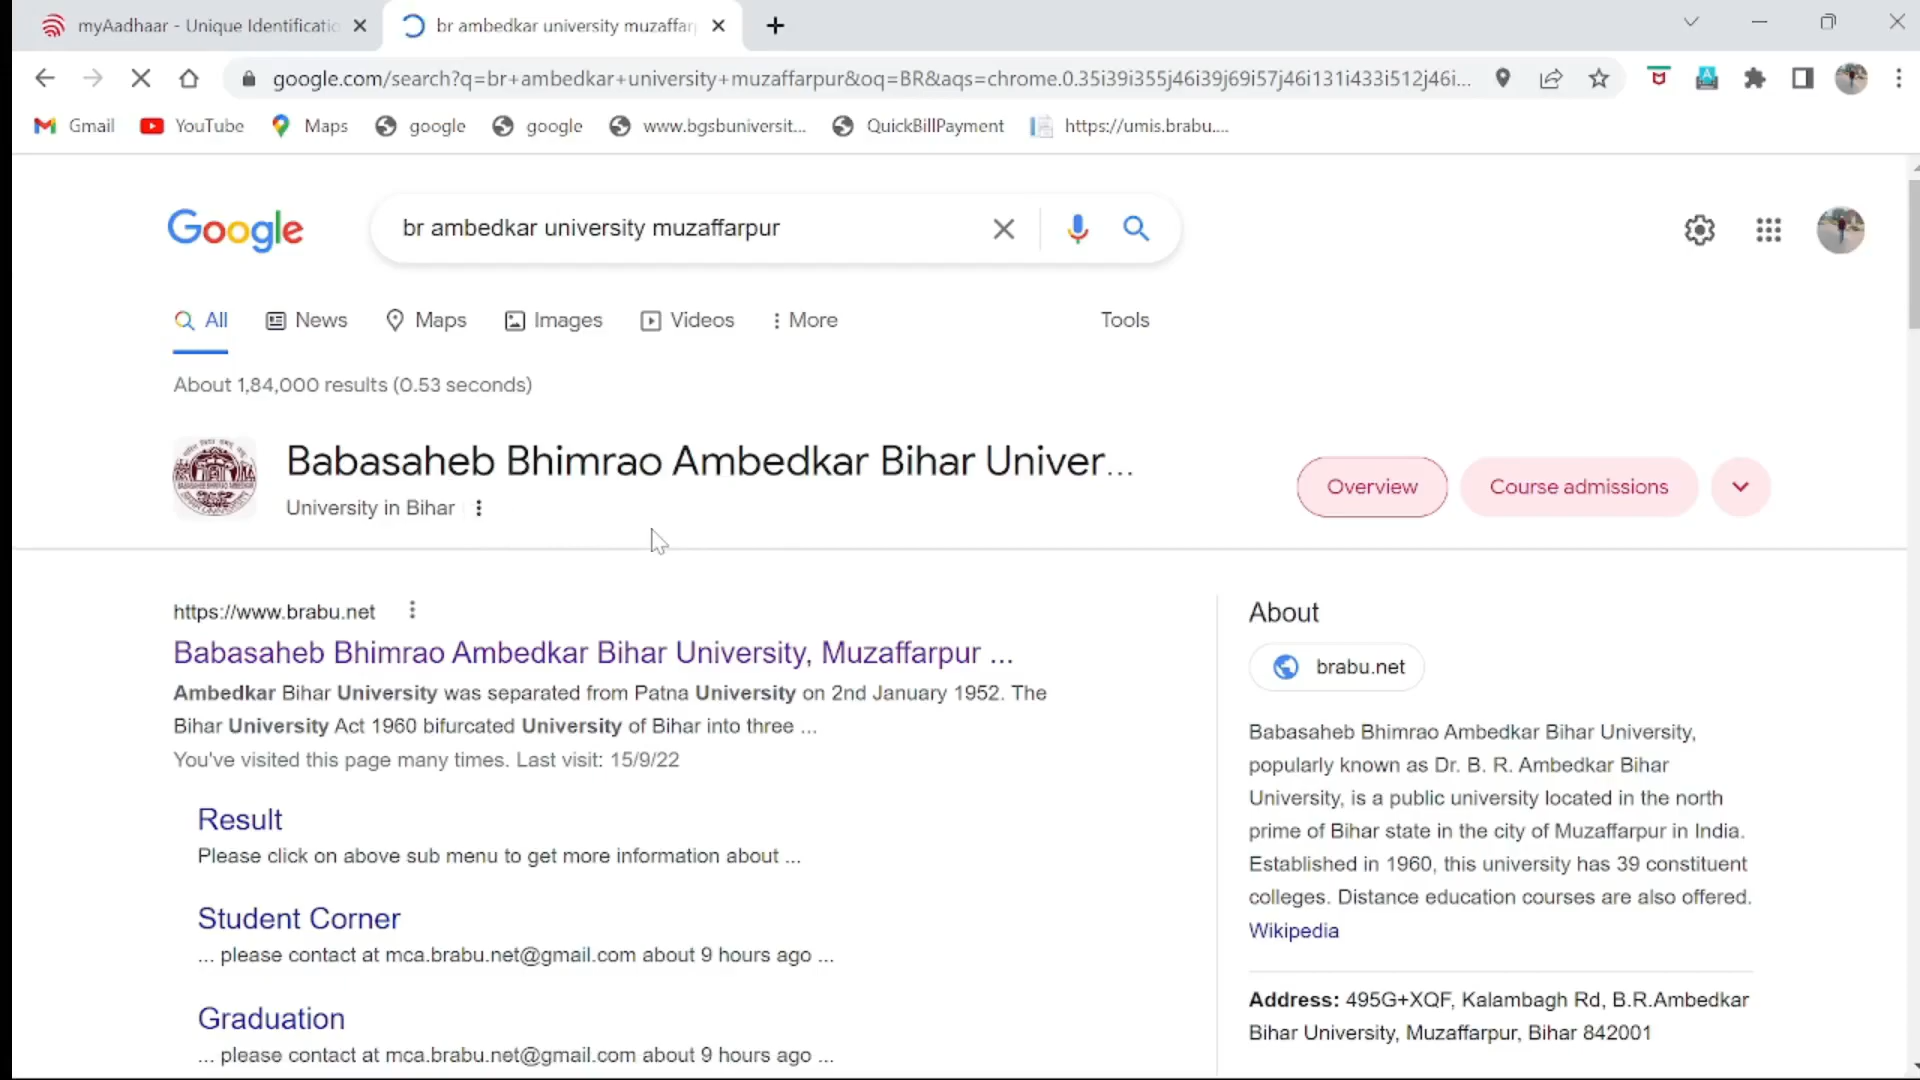 myAadhaar - Unique Identificatio
br ambedkar university muzaffar
google.com/search?q=br+ambedkar+university+muzaffarpur&oq=BR&aqs=chrome.0.35i39i355j46i39j69i57j46i131i433i512j46i...
Gmail YouTube Maps google google www.bgsbuniversit... QuickBillPayment https://umis.brabu....
Google br ambedkar university muzaffarpur
All News Maps Images Videos More Tools
About 1,84,000 results (0.53 seconds)
Babasaheb Bhimrao Ambedkar Bihar Univer...
University in Bihar
Overview Course admissions
https://www.brabu.net
Babasaheb Bhimrao Ambedkar Bihar University, Muzaffarpur ...
Ambedkar Bihar University was separated from Patna University on 2nd January 1952. The
Bihar University Act 1960 bifurcated University of Bihar into three ...
You've visited this page many times. Last visit: 15/9/22
Result
Please click on above sub menu to get more information about ...
Student Corner
... please contact at mca.brabu.net@gmail.com about 9 hours ago ...
Graduation
... please contact at mca.brabu.net@gmail.com about 9 hours ago ...
About
brabu.net
Babasaheb Bhimrao Ambedkar Bihar University,
popularly known as Dr. B. R. Ambedkar Bihar
University, is a public university located in the north
prime of Bihar state in the city of Muzaffarpur in India.
Established in 1960, this university has 39 constituent
colleges. Distance education courses are also offered.
Wikipedia
Address: 495G+XQF, Kalambagh Rd, B.R.Ambedkar
Bihar University, Muzaffarpur, Bihar 842001